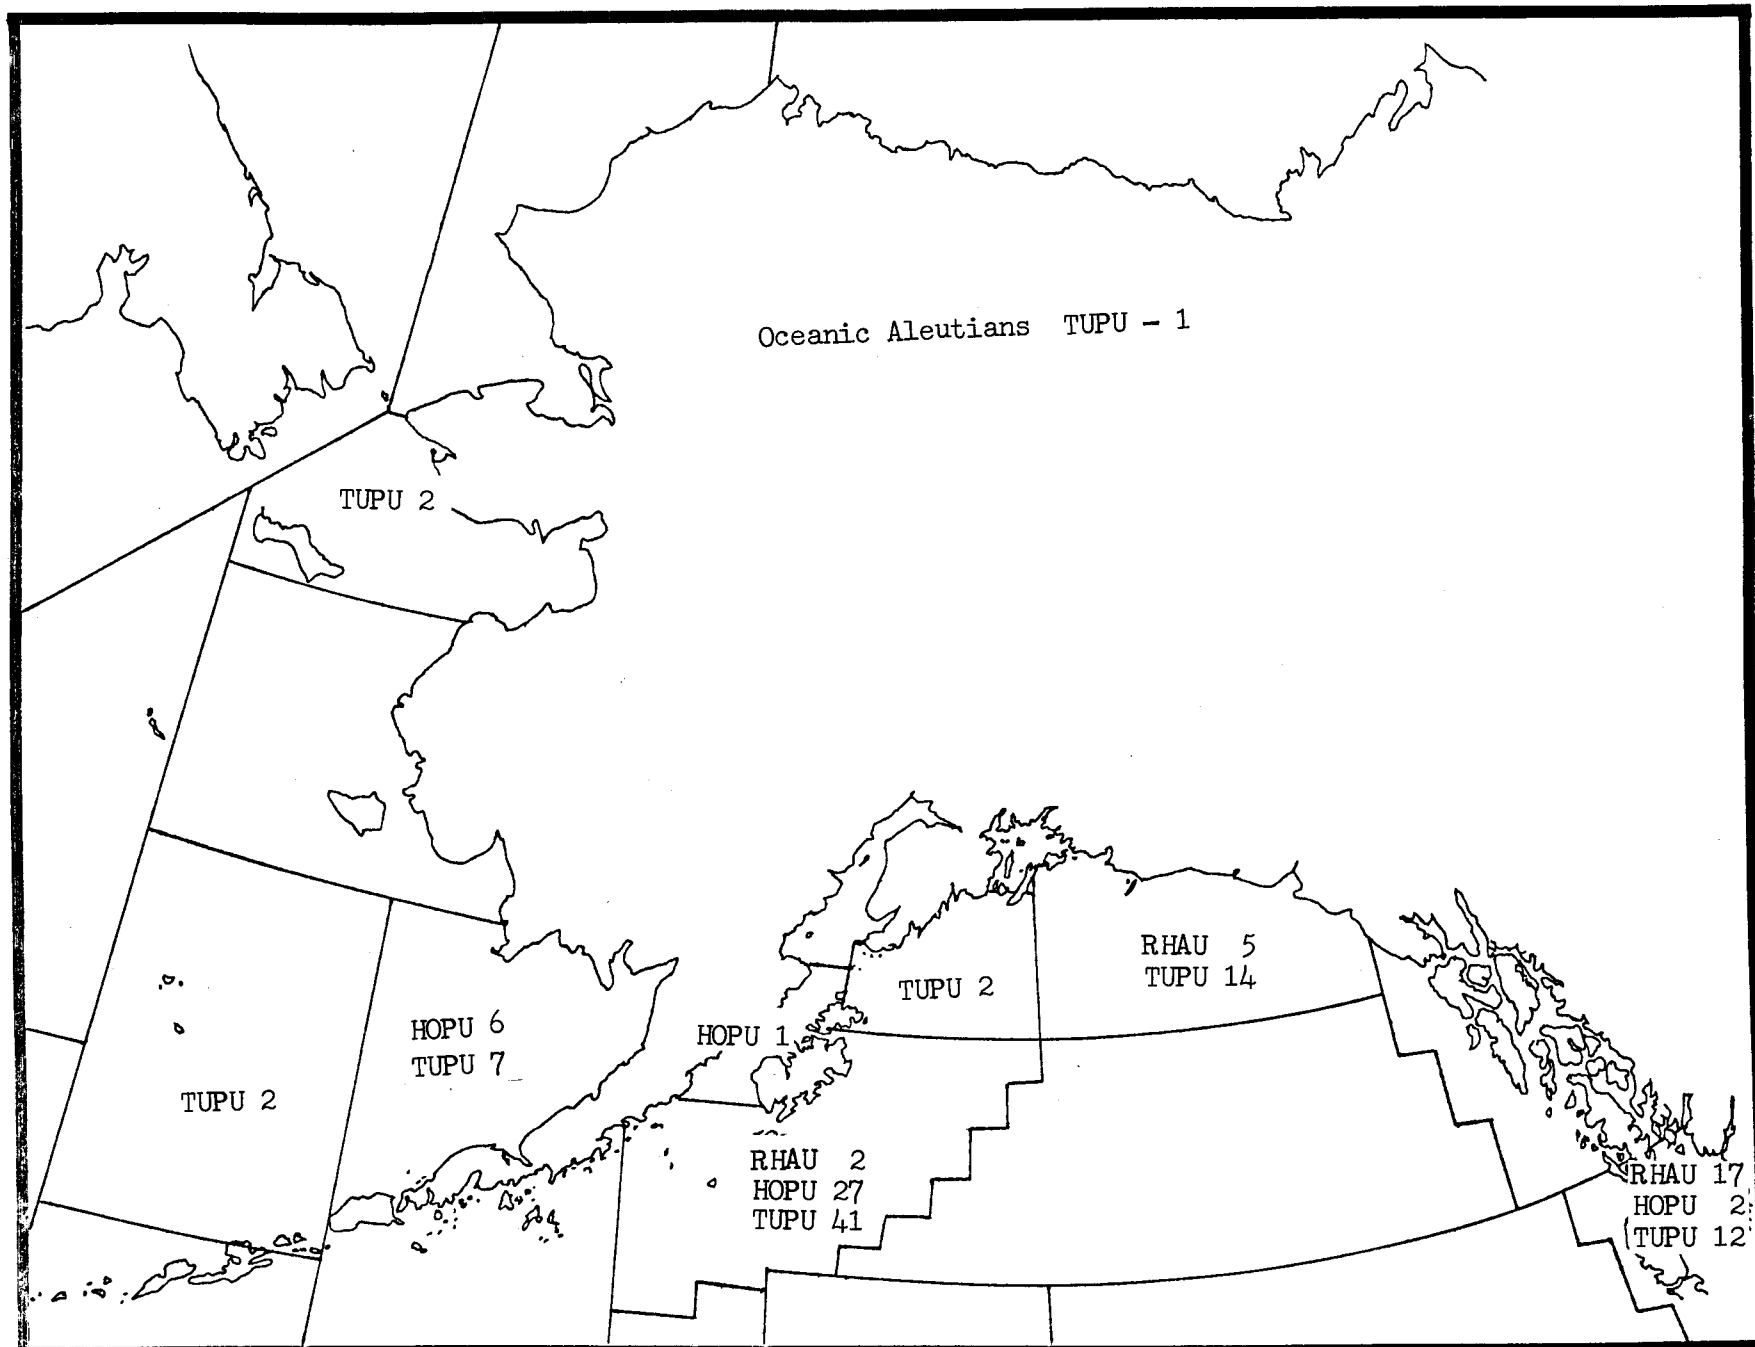 Oceanic Aleutians TUPU - 1
TUPU 2
RHAU 5
TUPU 14
TUPU 2
HOPU 6
TUPU 7
HOPU 1
TUPU 2
RHAU 2
HOPU 27
TUPU 41
RHAU 17
HOPU 2
TUPU 12